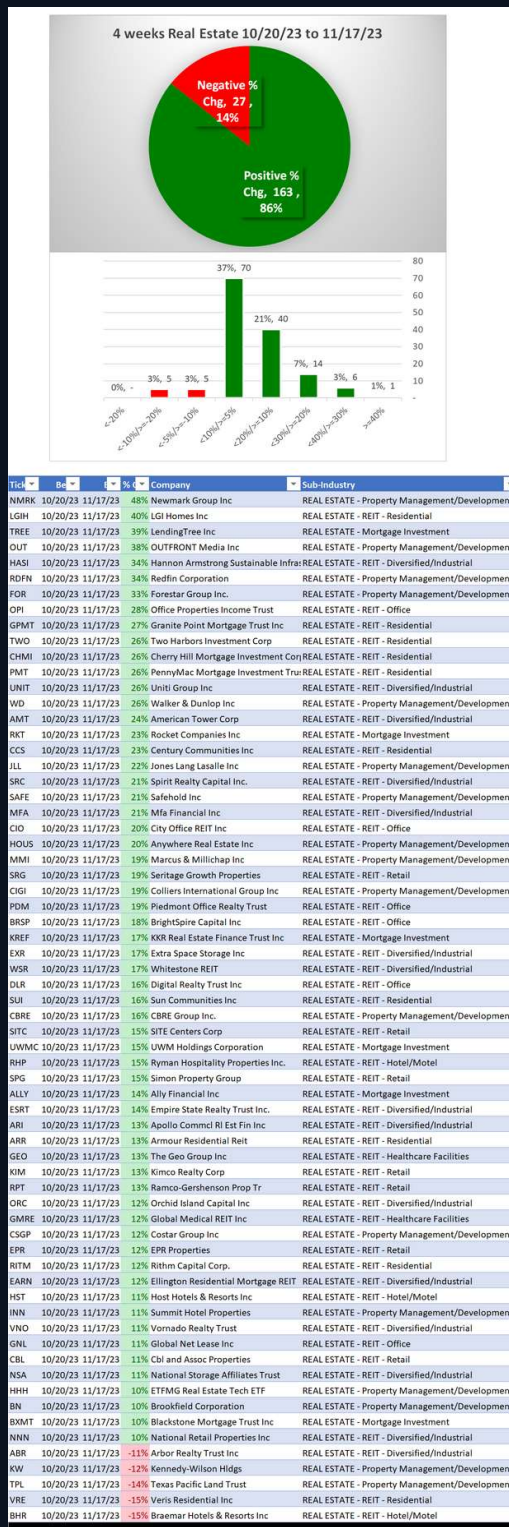 4 weeks Real Estate 10/20/23 to 11/17/23
Negative %
Chg, 27 ,
14%
Positive %
Chg, 163 ,
86%
80
70
60
50
40
30
20
10
-
0%, -
3%, 5
3%, 5
37%, 70
21%, 40
7%, 14
3%, 6
1%, 1
<-20%
<-10%/>=-20%
<-5%/>=-10%
<10%/>=5%
<20%/>=10%
<30%/>=20%
<40%/>=30%
>=40%
Tick Be E % C Company Sub-Industry
NMRK 10/20/23 11/17/23 48% Newmark Group Inc REAL ESTATE - Property Management/Developmen
LGIH 10/20/23 11/17/23 40% LGI Homes Inc REAL ESTATE - REIT - Residential
TREE 10/20/23 11/17/23 39% LendingTree Inc REAL ESTATE - Mortgage Investment
OUT 10/20/23 11/17/23 38% OUTFRONT Media Inc REAL ESTATE - Property Management/Developmen
HASI 10/20/23 11/17/23 34% Hannon Armstrong Sustainable Infra: REAL ESTATE - REIT - Diversified/Industrial
RDFN 10/20/23 11/17/23 34% Redfin Corporation REAL ESTATE - Property Management/Developmen
FOR 10/20/23 11/17/23 33% Forestar Group Inc. REAL ESTATE - Property Management/Developmen
OPI 10/20/23 11/17/23 28% Office Properties Income Trust REAL ESTATE - REIT - Office
GPMT 10/20/23 11/17/23 27% Granite Point Mortgage Trust Inc REAL ESTATE - REIT - Residential
TWO 10/20/23 11/17/23 26% Two Harbors Investment Corp REAL ESTATE - REIT - Residential
CHMI 10/20/23 11/17/23 26% Cherry Hill Mortgage Investment Cor REAL ESTATE - REIT - Residential
PMT 10/20/23 11/17/23 26% PennyMac Mortgage Investment Tru: REAL ESTATE - REIT - Residential
UNIT 10/20/23 11/17/23 26% Uniti Group Inc REAL ESTATE - REIT - Diversified/Industrial
WD 10/20/23 11/17/23 26% Walker & Dunlop Inc REAL ESTATE - Property Management/Developmen
AMT 10/20/23 11/17/23 24% American Tower Corp REAL ESTATE - REIT - Diversified/Industrial
RKT 10/20/23 11/17/23 23% Rocket Companies Inc REAL ESTATE - Mortgage Investment
CCS 10/20/23 11/17/23 23% Century Communities Inc REAL ESTATE - REIT - Residential
JLL 10/20/23 11/17/23 22% Jones Lang Lasalle Inc REAL ESTATE - Property Management/Developmen
SRC 10/20/23 11/17/23 21% Spirit Realty Capital Inc. REAL ESTATE - REIT - Diversified/Industrial
SAFE 10/20/23 11/17/23 21% Safehold Inc REAL ESTATE - Property Management/Developmen
MFA 10/20/23 11/17/23 21% Mfa Financial Inc REAL ESTATE - REIT - Diversified/Industrial
CIO 10/20/23 11/17/23 20% City Office REIT Inc REAL ESTATE - REIT - Office
HOUS 10/20/23 11/17/23 20% Anywhere Real Estate Inc REAL ESTATE - Property Management/Developmen
MMI 10/20/23 11/17/23 19% Marcus & Millichap Inc REAL ESTATE - Property Management/Developmen
SRG 10/20/23 11/17/23 19% Seritage Growth Properties REAL ESTATE - REIT - Retail
CIGI 10/20/23 11/17/23 19% Colliers International Group Inc REAL ESTATE - Property Management/Developmen
PDM 10/20/23 11/17/23 19% Piedmont Office Realty Trust REAL ESTATE - REIT - Office
BRSP 10/20/23 11/17/23 18% BrightSpire Capital Inc REAL ESTATE - REIT - Office
KREF 10/20/23 11/17/23 17% KKR Real Estate Finance Trust Inc REAL ESTATE - Mortgage Investment
EXR 10/20/23 11/17/23 17% Extra Space Storage Inc REAL ESTATE - REIT - Diversified/Industrial
WSR 10/20/23 11/17/23 17% Whitestone REIT REAL ESTATE - REIT - Diversified/Industrial
DLR 10/20/23 11/17/23 16% Digital Realty Trust Inc REAL ESTATE - REIT - Office
SUI 10/20/23 11/17/23 16% Sun Communities Inc REAL ESTATE - REIT - Residential
CBRE 10/20/23 11/17/23 16% CBRE Group Inc. REAL ESTATE - Property Management/Developmen
SITC 10/20/23 11/17/23 15% SITE Centers Corp REAL ESTATE - REIT - Retail
UWMC 10/20/23 11/17/23 15% UWM Holdings Corporation REAL ESTATE - Mortgage Investment
RHP 10/20/23 11/17/23 15% Ryman Hospitality Properties Inc. REAL ESTATE - REIT - Hotel/Motel
SPG 10/20/23 11/17/23 15% Simon Property Group REAL ESTATE - REIT - Retail
ALLY 10/20/23 11/17/23 14% Ally Financial Inc REAL ESTATE - Mortgage Investment
ESRT 10/20/23 11/17/23 14% Empire State Realty Trust Inc. REAL ESTATE - REIT - Diversified/Industrial
ARI 10/20/23 11/17/23 13% Apollo Commcl Rl Est Fin Inc REAL ESTATE - REIT - Diversified/Industrial
ARR 10/20/23 11/17/23 13% Armour Residential Reit REAL ESTATE - REIT - Residential
GEO 10/20/23 11/17/23 13% The Geo Group Inc REAL ESTATE - REIT - Healthcare Facilities
KIM 10/20/23 11/17/23 13% Kimco Realty Corp REAL ESTATE - REIT - Retail
RPT 10/20/23 11/17/23 13% Ramco-Gershenson Prop Tr REAL ESTATE - REIT - Retail
ORC 10/20/23 11/17/23 12% Orchid Island Capital Inc REAL ESTATE - REIT - Diversified/Industrial
GMRE 10/20/23 11/17/23 12% Global Medical REIT Inc REAL ESTATE - REIT - Healthcare Facilities
CSGP 10/20/23 11/17/23 12% Costar Group Inc REAL ESTATE - Property Management/Developmen
EPR 10/20/23 11/17/23 12% EPR Properties REAL ESTATE - REIT - Retail
RITM 10/20/23 11/17/23 12% Rithm Capital Corp. REAL ESTATE - REIT - Residential
EARN 10/20/23 11/17/23 12% Ellington Residential Mortgage REIT REAL ESTATE - REIT - Diversified/Industrial
HST 10/20/23 11/17/23 11% Host Hotels & Resorts Inc REAL ESTATE - REIT - Hotel/Motel
INN 10/20/23 11/17/23 11% Summit Hotel Properties REAL ESTATE - Property Management/Developmen
VNO 10/20/23 11/17/23 11% Vornado Realty Trust REAL ESTATE - REIT - Diversified/Industrial
GNL 10/20/23 11/17/23 11% Global Net Lease Inc REAL ESTATE - REIT - Office
CBL 10/20/23 11/17/23 11% Cbl and Assoc Properties REAL ESTATE - REIT - Retail
NSA 10/20/23 11/17/23 11% National Storage Affiliates Trust REAL ESTATE - REIT - Diversified/Industrial
HHH 10/20/23 11/17/23 10% ETFMG Real Estate Tech ETF REAL ESTATE - Property Management/Developmen
BN 10/20/23 11/17/23 10% Brookfield Corporation REAL ESTATE - Property Management/Developmen
BXMT 10/20/23 11/17/23 10% Blackstone Mortgage Trust Inc REAL ESTATE - Mortgage Investment
NNN 10/20/23 11/17/23 10% National Retail Properties Inc REAL ESTATE - REIT - Diversified/Industrial
ABR 10/20/23 11/17/23 -11% Arbor Realty Trust Inc REAL ESTATE - REIT - Diversified/Industrial
KW 10/20/23 11/17/23 -12% Kennedy-Wilson Hldgs REAL ESTATE - Property Management/Developmen
TPL 10/20/23 11/17/23 -14% Texas Pacific Land Trust REAL ESTATE - Property Management/Developmen
VRE 10/20/23 11/17/23 -15% Veris Residential Inc REAL ESTATE - REIT - Residential
BHR 10/20/23 11/17/23 -15% Braemar Hotels & Resorts Inc REAL ESTATE - REIT - Hotel/Motel